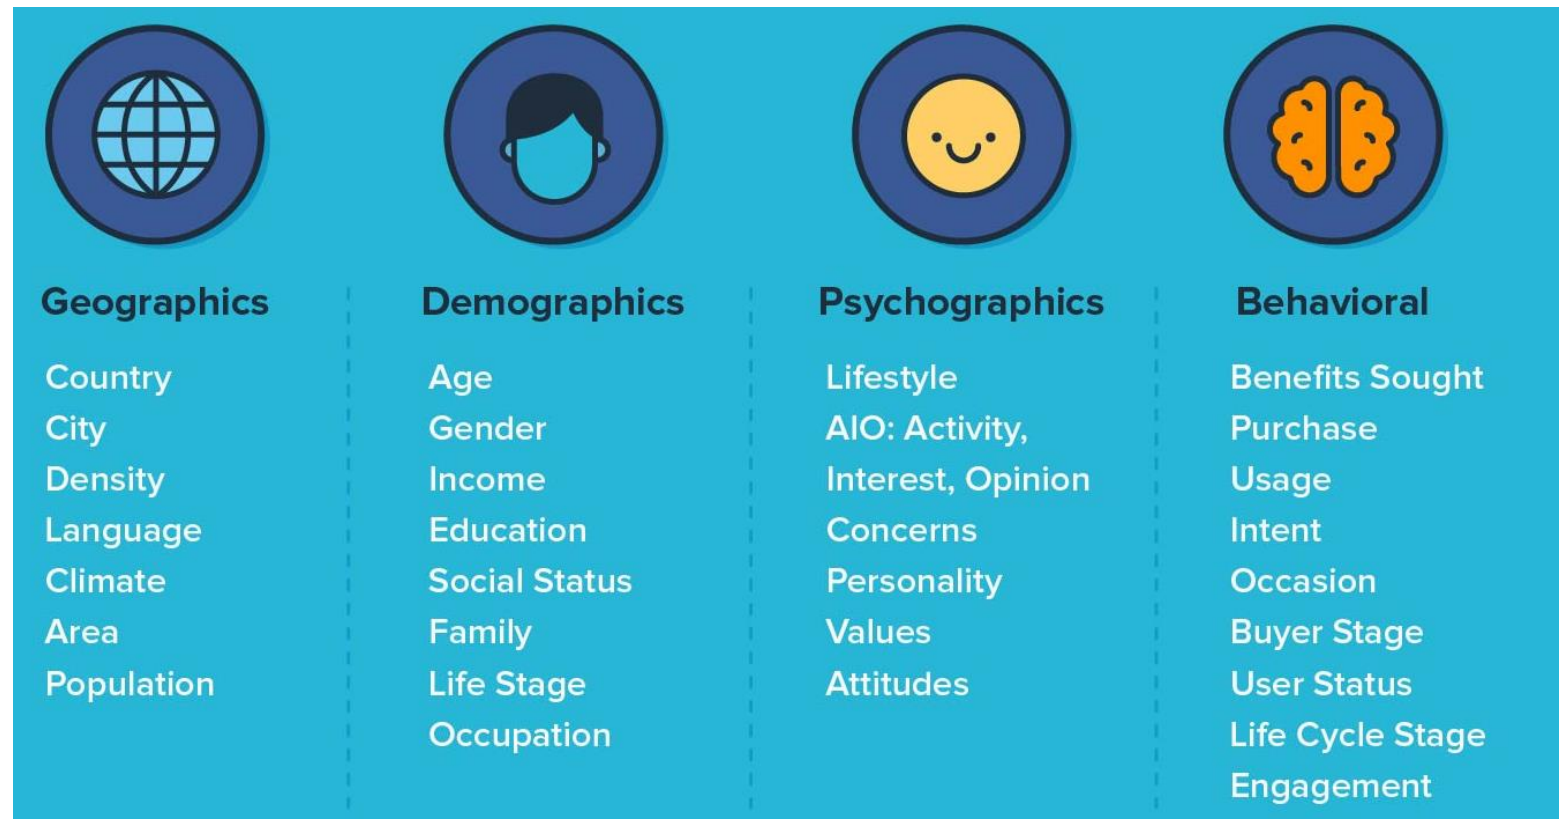 Geographics
Country
City
Density
Language
Climate
Area
Population
Demographics
Age
Gender
Income
Education
Social Status
Family
Life Stage
Occupation
Psychographics
Lifestyle
AIO: Activity,
Interest, Opinion
Concerns
Personality
Values
Attitudes
Behavioral
Benefits Sought
Purchase
Usage
Intent
Occasion
Buyer Stage
User Status
Life Cycle Stage
Engagement